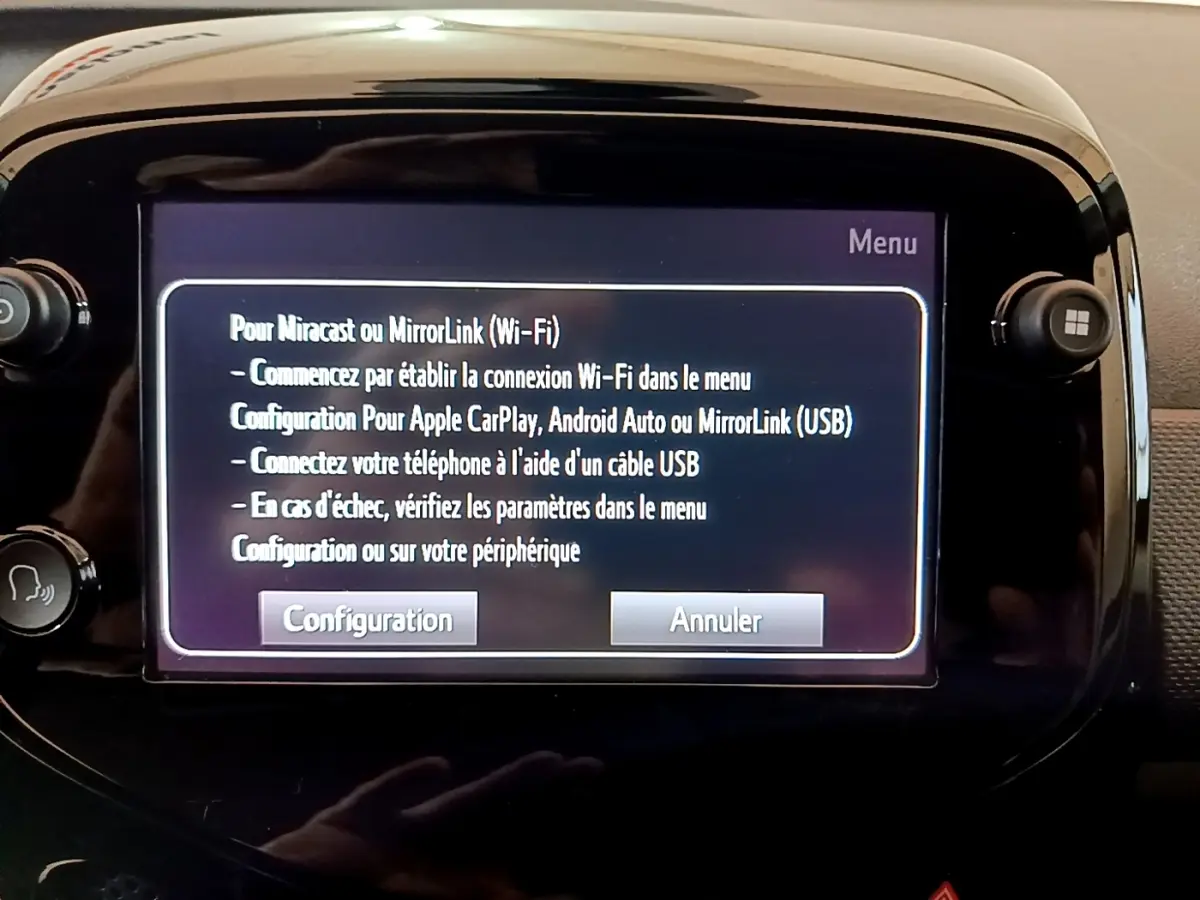 Menu
Pour Miracast ou MirrorLink (Wi-Fi)
- Commencez par établir la connexion Wi-Fi dans le menu
Configuration Pour Apple CarPlay, Android Auto ou MirrorLink (USB)
- Connectez votre téléphone à l'aide d'un câble USB
- En cas d'échec, vérifiez les paramètres dans le menu
Configuration ou sur votre périphérique
Configuration
Annuler